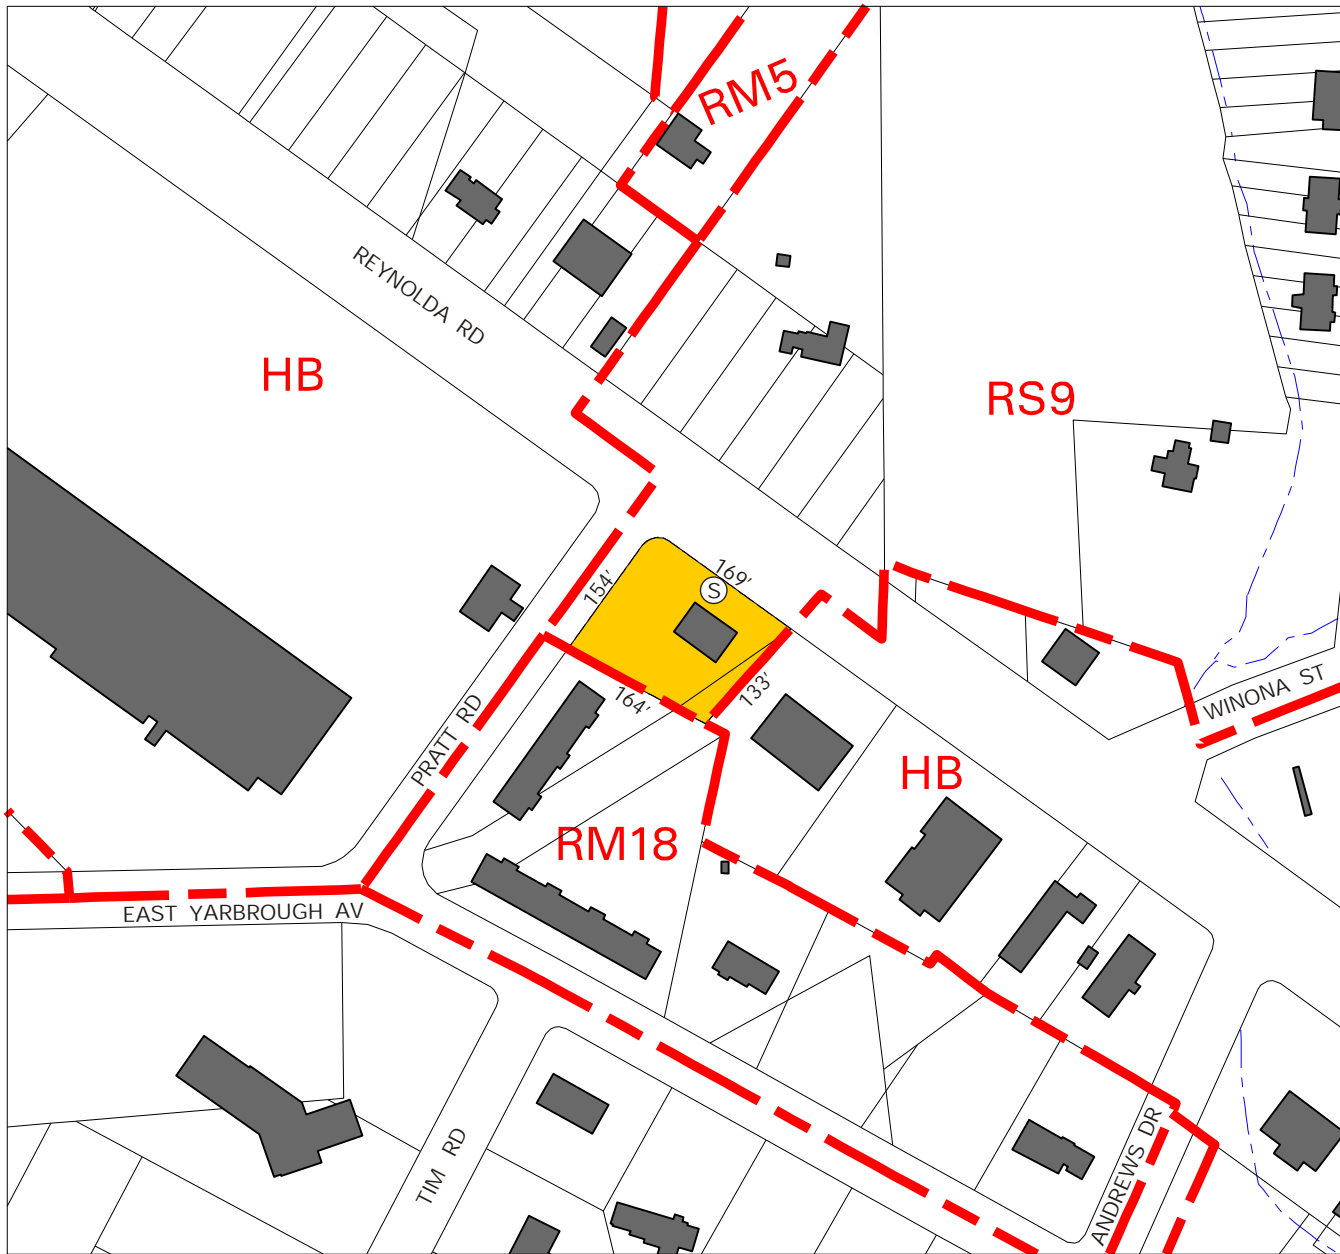 RM5
REYNOLDA RD
HB
RS9
169'
S
154'
164'
133'
WINONA ST
PRATT RD
HB
RM18
EAST YARBROUGH AV
TIM RD
ANDREWS DR